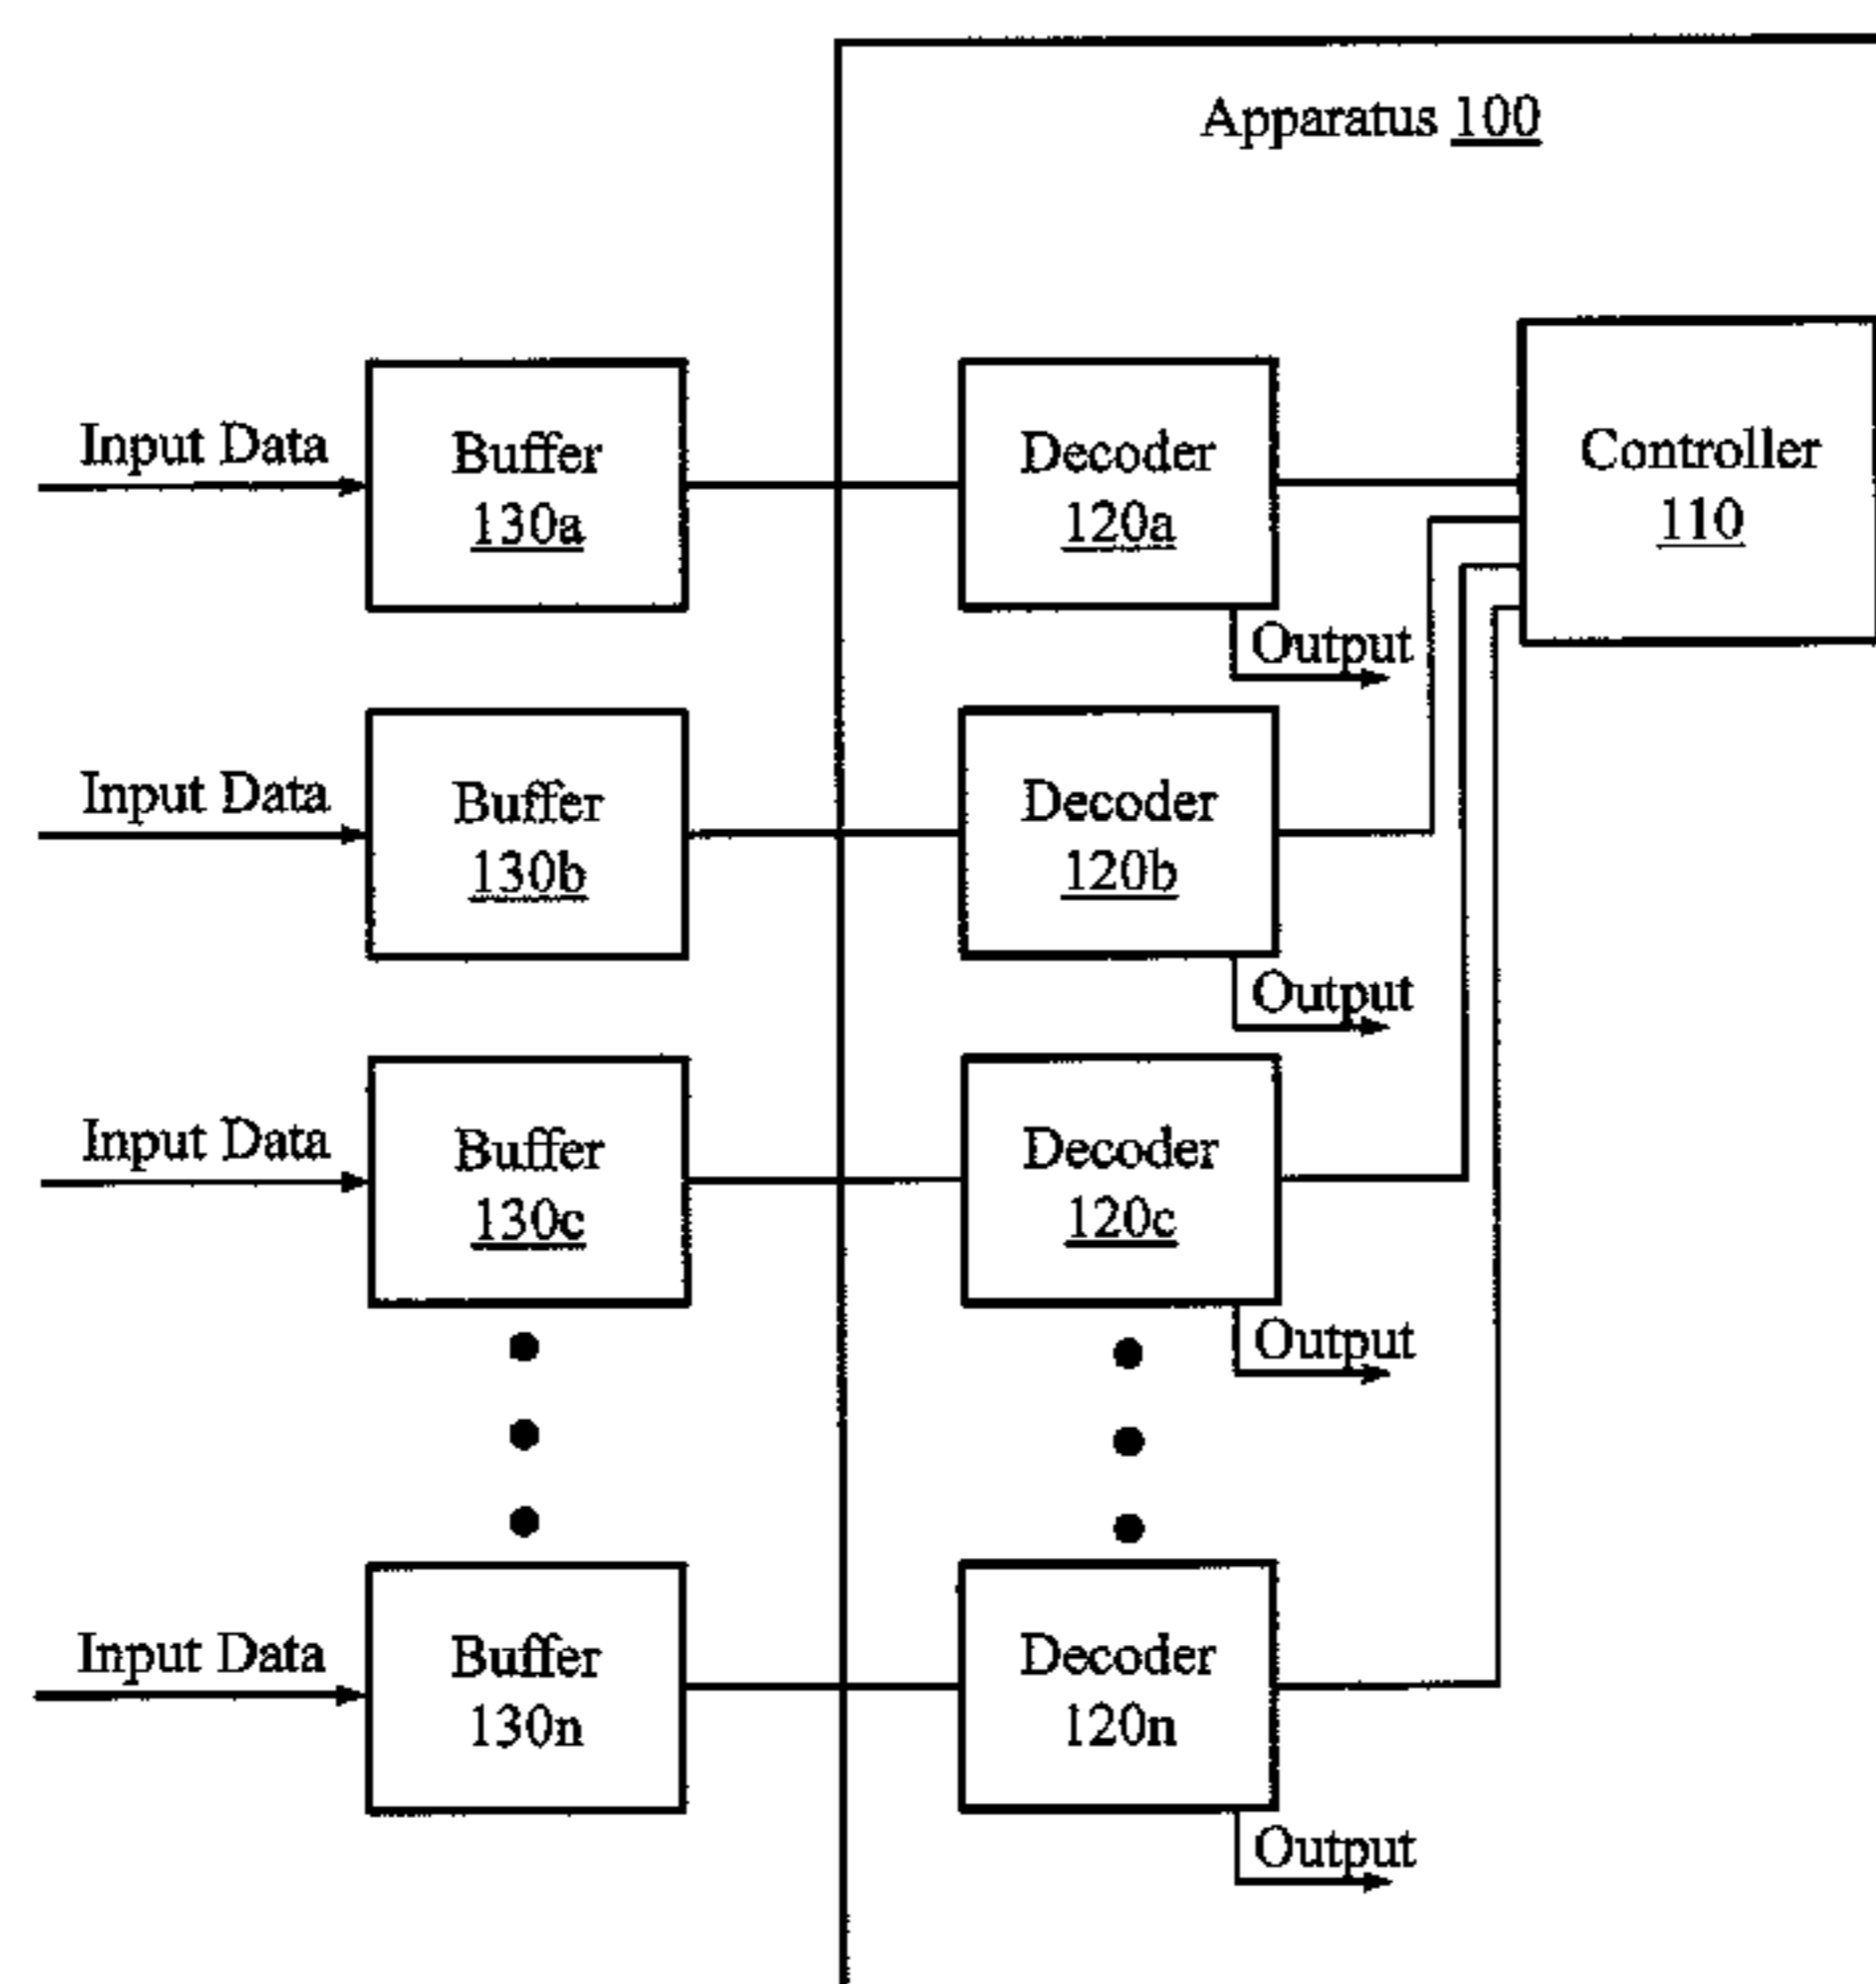 Apparatus 100
Input Data
Buffer
130a
Decoder
120a
Controller
110
Output
Input Data
Buffer
130b
Decoder
120b
Output
Input Data
Buffer
130c
Decoder
120c
Output
Input Data
Buffer
130n
Decoder
120n
Output